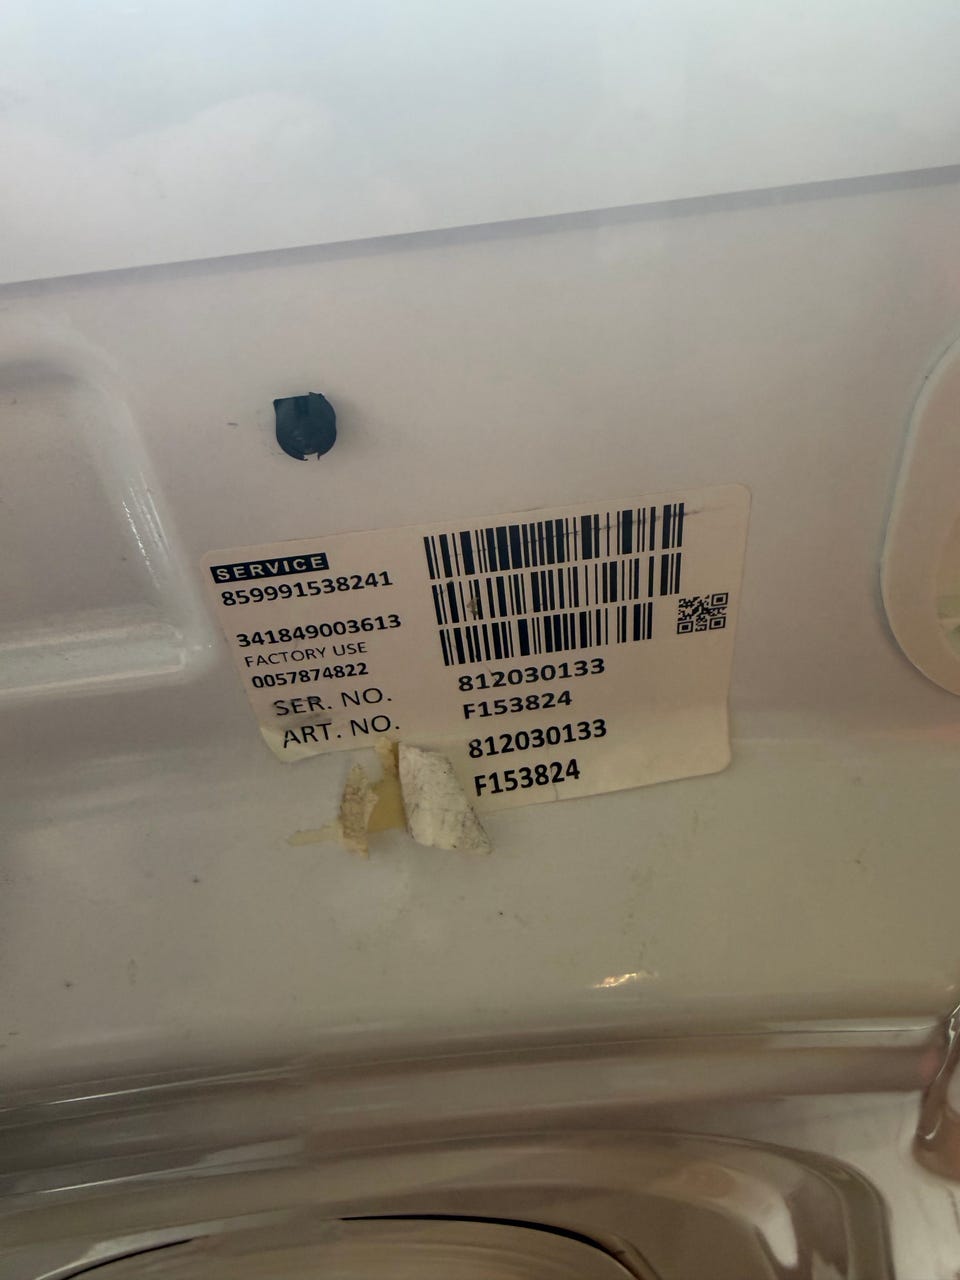 SERVICE
859991538241
341849003613
FACTORY USE
0057874822
SER. NO.
ART. NO.
812030133
F153824
812030133
F153824